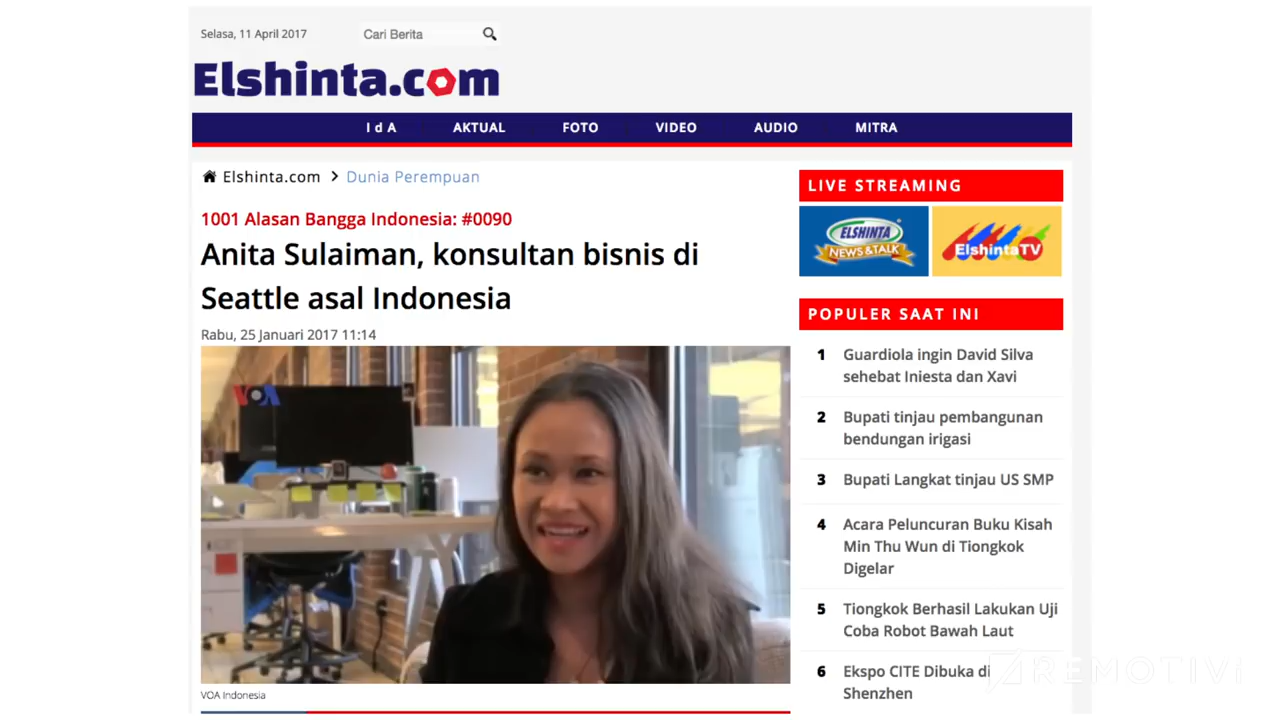 Selasa, 11 April 2017
Cari Berita
Elshinta.com
I d A AKTUAL FOTO VIDEO AUDIO MITRA
Elshinta.com > Dunia Perempuan
1001 Alasan Bangga Indonesia: #0090
Anita Sulaiman, konsultan bisnis di
Seattle asal Indonesia
Rabu, 25 Januari 2017 11:14
VOA
VOA Indonesia
LIVE STREAMING
ELSHINTA
NEWS & TALK
ElshintaTV
POPULER SAAT INI
1 Guardiola ingin David Silva
sehebat Iniesta dan Xavi
2 Bupati tinjau pembangunan
bendungan irigasi
3 Bupati Langkat tinjau US SMP
4 Acara Peluncuran Buku Kisah
Min Thu Wun di Tiongkok
Digelar
5 Tiongkok Berhasil Lakukan Uji
Coba Robot Bawah Laut
6 Ekspo CITE Dibuka di
Shenzhen
REMOTIVI